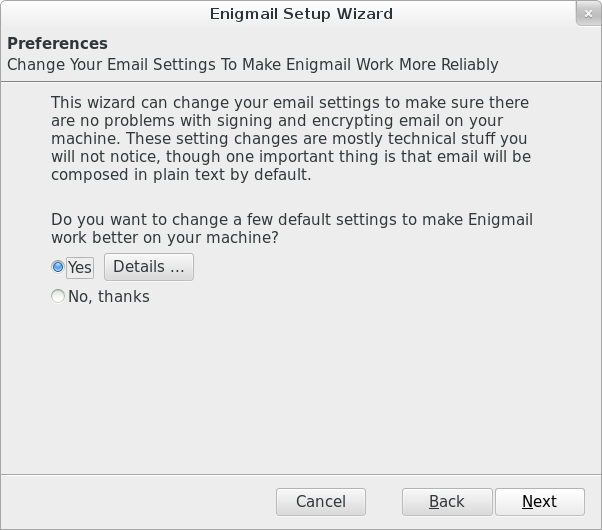 Enigmail Setup Wizard
Preferences
Change Your Email Settings To Make Enigmail Work More Reliably
This wizard can change your email settings to make sure there
are no problems with signing and encrypting email on your
machine. These setting changes are mostly technical stuff you
will not notice, though one important thing is that email will be
composed in plain text by default.
Do you want to change a few default settings to make Enigmail
work better on your machine?
Yes Details ...
No, thanks
Cancel Back Next